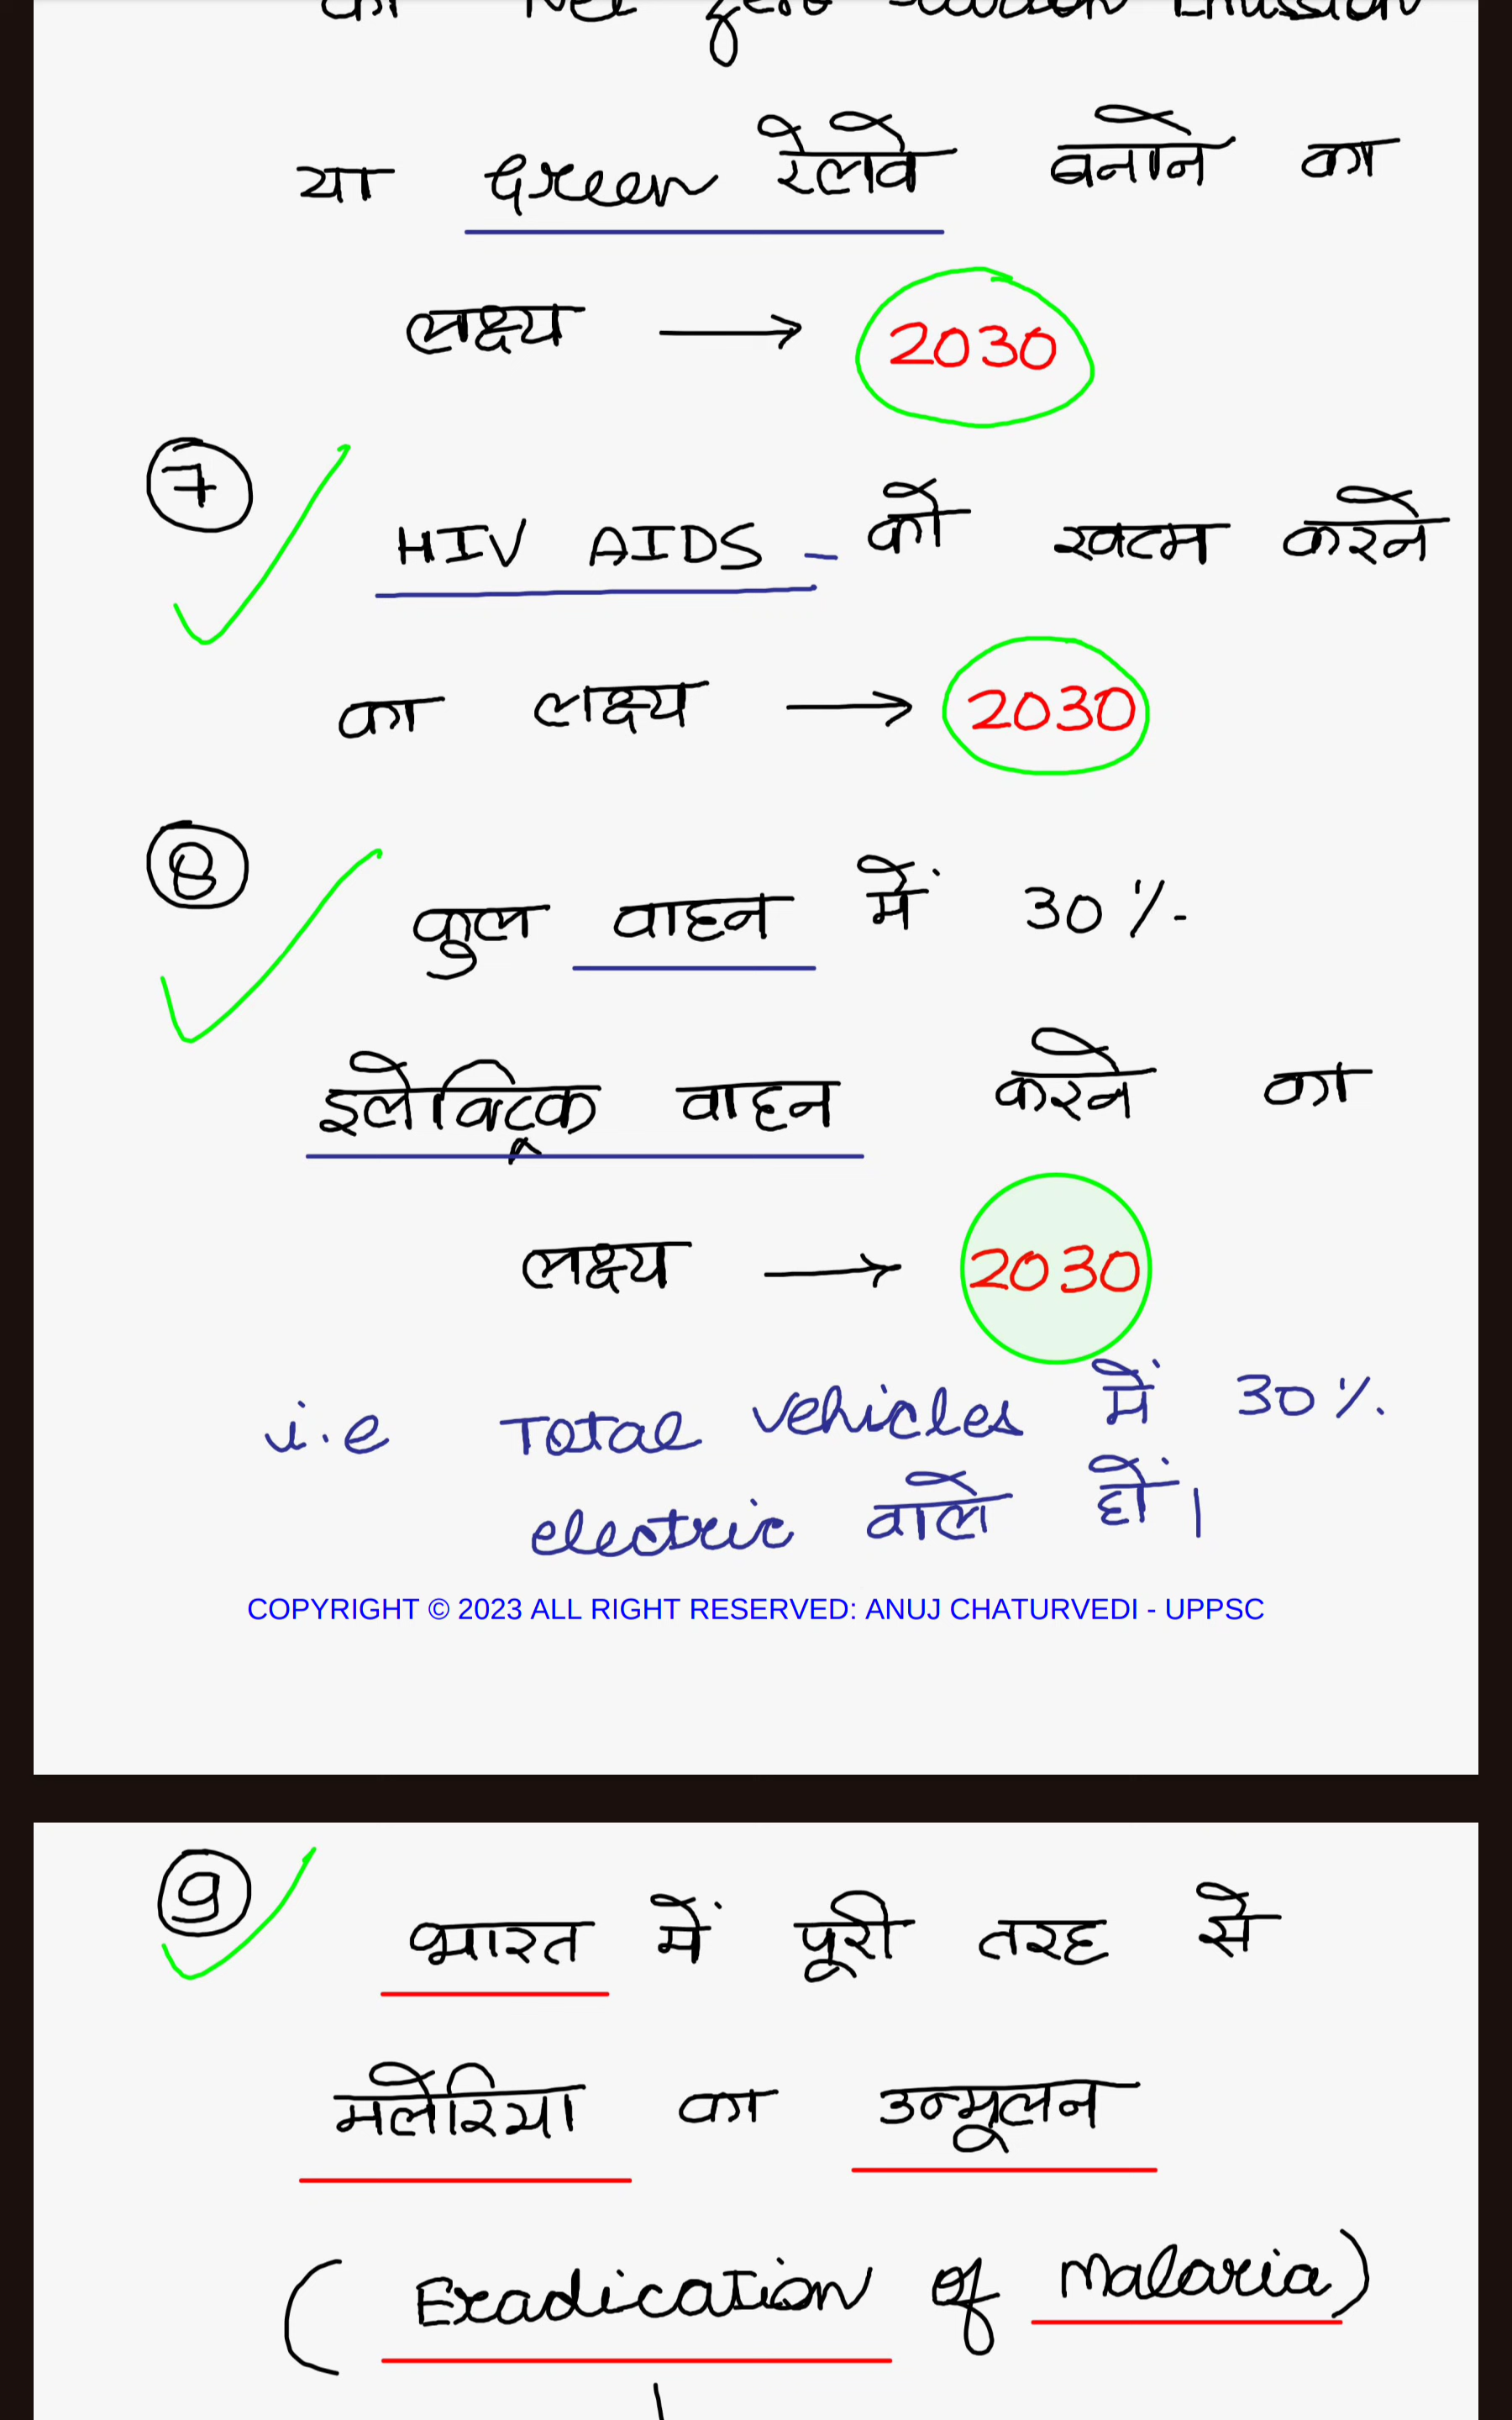 या Green रेलवे बनाने का
लक्ष्य → 2030
7
HIV AIDS - को खत्म करने
का लक्ष्य → 2030
8
कुल वाहन में 30%
इलेक्ट्रिक वाहन करने का
लक्ष्य → 2030
i.e Total vehicles में 30%.
electric वाले हों।
COPYRIGHT © 2023 ALL RIGHT RESERVED: ANUJ CHATURVEDI - UPPSC
9
भारत में पूरी तरह से
मलेरिया का उन्मूलन
(Eradication of Malaria)